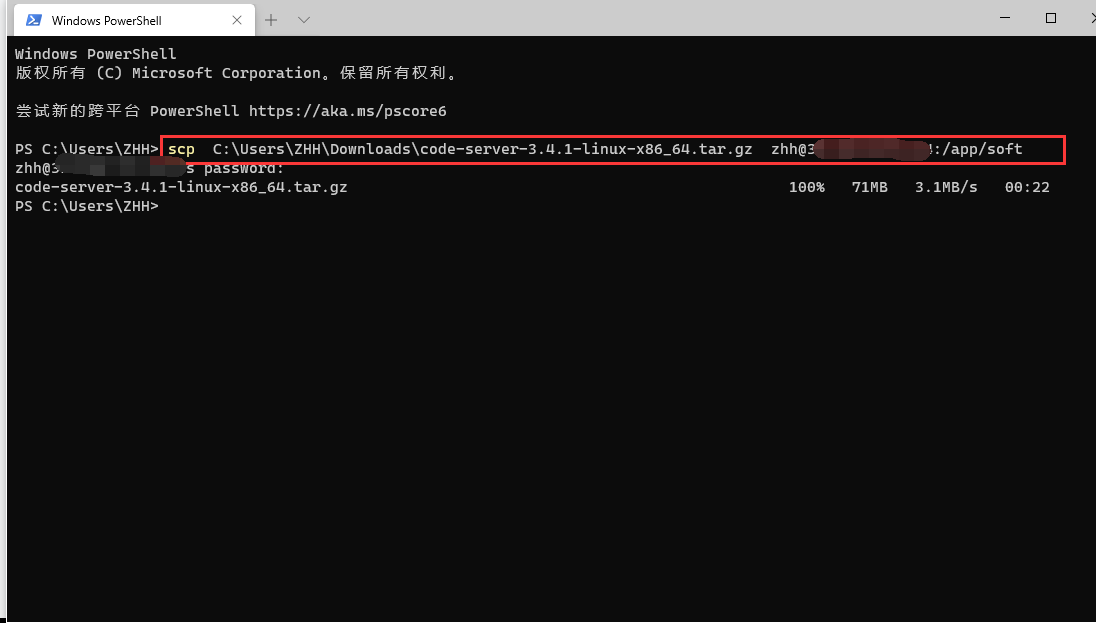 Windows PowerShell
Windows PowerShell
版权所有 (C) Microsoft Corporation。保留所有权利。
尝试新的跨平台 PowerShell https://aka.ms/pscore6
PS C:\Users\ZHH> scp C:\Users\ZHH\Downloads\code-server-3.4.1-linux-x86_64.tar.gz zhh@3 4:/app/soft
zhh@3 s password:
code-server-3.4.1-linux-x86_64.tar.gz 100% 71MB 3.1MB/s 00:22
PS C:\Users\ZHH>